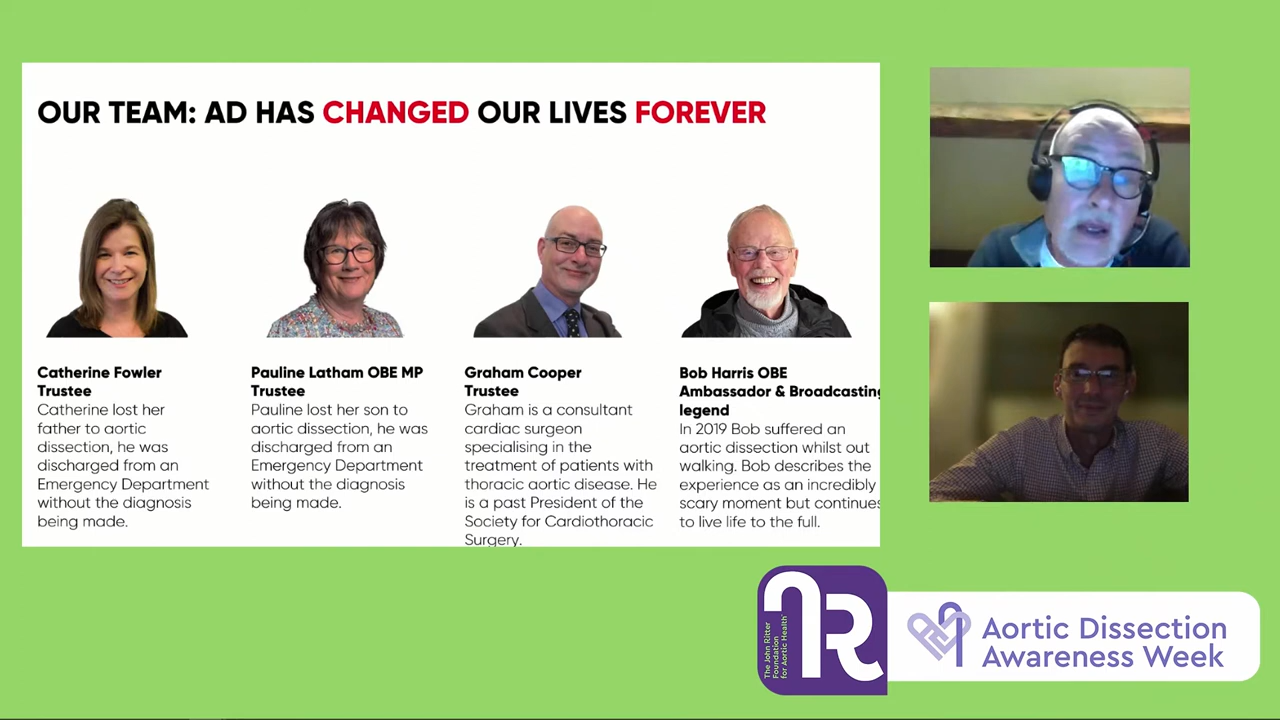 OUR TEAM: AD HAS CHANGED OUR LIVES FOREVER
Catherine Fowler
Trustee
Catherine lost her
father to aortic
dissection, he was
discharged from an
Emergency Department
without the diagnosis
being made.
Pauline Latham OBE MP
Trustee
Pauline lost her son to
aortic dissection, he was
discharged from an
Emergency Department
without the diagnosis
being made.
Graham Cooper
Trustee
Graham is a consultant
cardiac surgeon
specialising in the
treatment of patients with
thoracic aortic disease. He
is a past President of the
Society for Cardiothoracic
Surgery.
Bob Harris OBE
Ambassador & Broadcasting
legend
In 2019 Bob suffered an
aortic dissection whilst out
walking. Bob describes the
experience as an incredibly
scary moment but continues
to live life to the full.
The John Ritter
Foundation
for Aortic Health
Aortic Dissection
Awareness Week